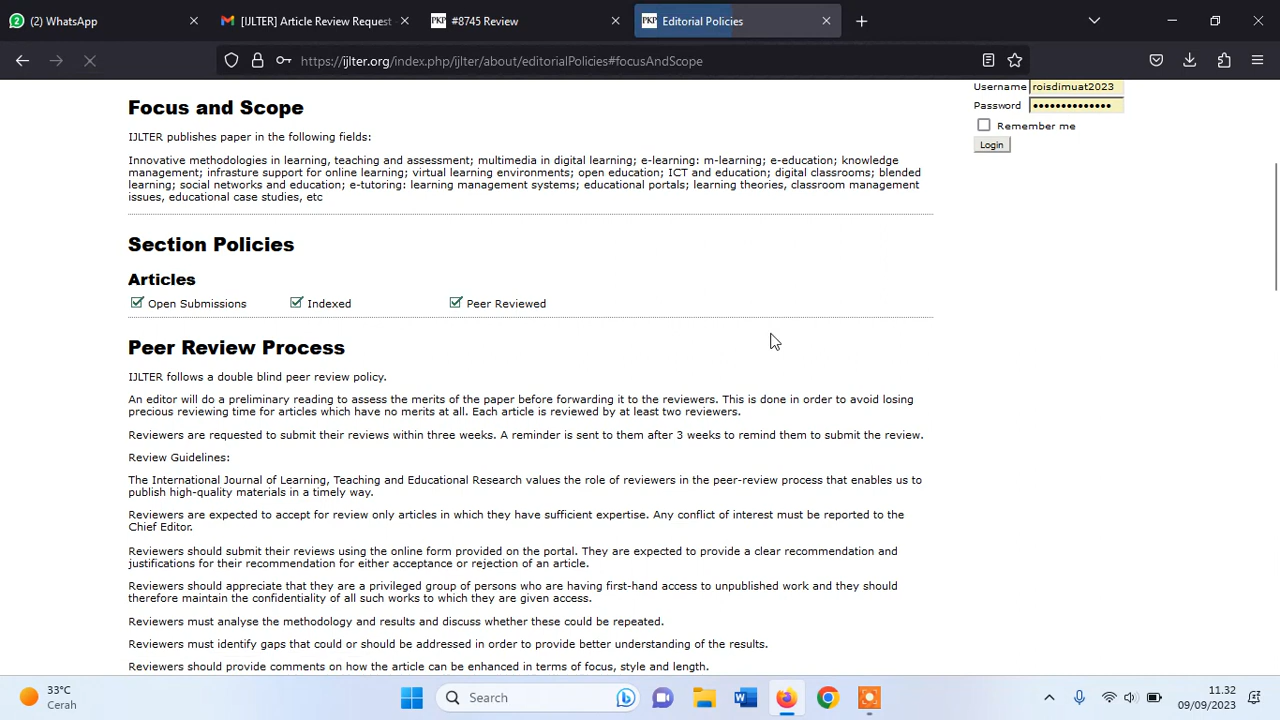 (2) WhatsApp
[IJLTER] Article Review Request
PKP #8745 Review
PKP Editorial Policies
https://ijlter.org/index.php/ijlter/about/editorialPolicies#focusAndScope
Username roisdimuat2023
Password ••••••••••••••
Remember me
Login
Focus and Scope
IJLTER publishes paper in the following fields:
Innovative methodologies in learning, teaching and assessment; multimedia in digital learning; e-learning: m-learning; e-education; knowledge
management; infrasture support for online learning; virtual learning environments; open education; ICT and education; digital classrooms; blended
learning; social networks and education; e-tutoring: learning management systems; educational portals; learning theories, classroom management
issues, educational case studies, etc
Section Policies
Articles
Open Submissions Indexed Peer Reviewed
Peer Review Process
IJLTER follows a double blind peer review policy.
An editor will do a preliminary reading to assess the merits of the paper before forwarding it to the reviewers. This is done in order to avoid losing
precious reviewing time for articles which have no merits at all. Each article is reviewed by at least two reviewers.
Reviewers are requested to submit their reviews within three weeks. A reminder is sent to them after 3 weeks to remind them to submit the review.
Review Guidelines:
The International Journal of Learning, Teaching and Educational Research values the role of reviewers in the peer-review process that enables us to
publish high-quality materials in a timely way.
Reviewers are expected to accept for review only articles in which they have sufficient expertise. Any conflict of interest must be reported to the
Chief Editor.
Reviewers should submit their reviews using the online form provided on the portal. They are expected to provide a clear recommendation and
justifications for their recommendation for either acceptance or rejection of an article.
Reviewers should appreciate that they are a privileged group of persons who are having first-hand access to unpublished work and they should
therefore maintain the confidentiality of all such works to which they are given access.
Reviewers must analyse the methodology and results and discuss whether these could be repeated.
Reviewers must identify gaps that could or should be addressed in order to provide better understanding of the results.
Reviewers should provide comments on how the article can be enhanced in terms of focus, style and length.
33°C
Cerah
Search
11.32
09/09/2023